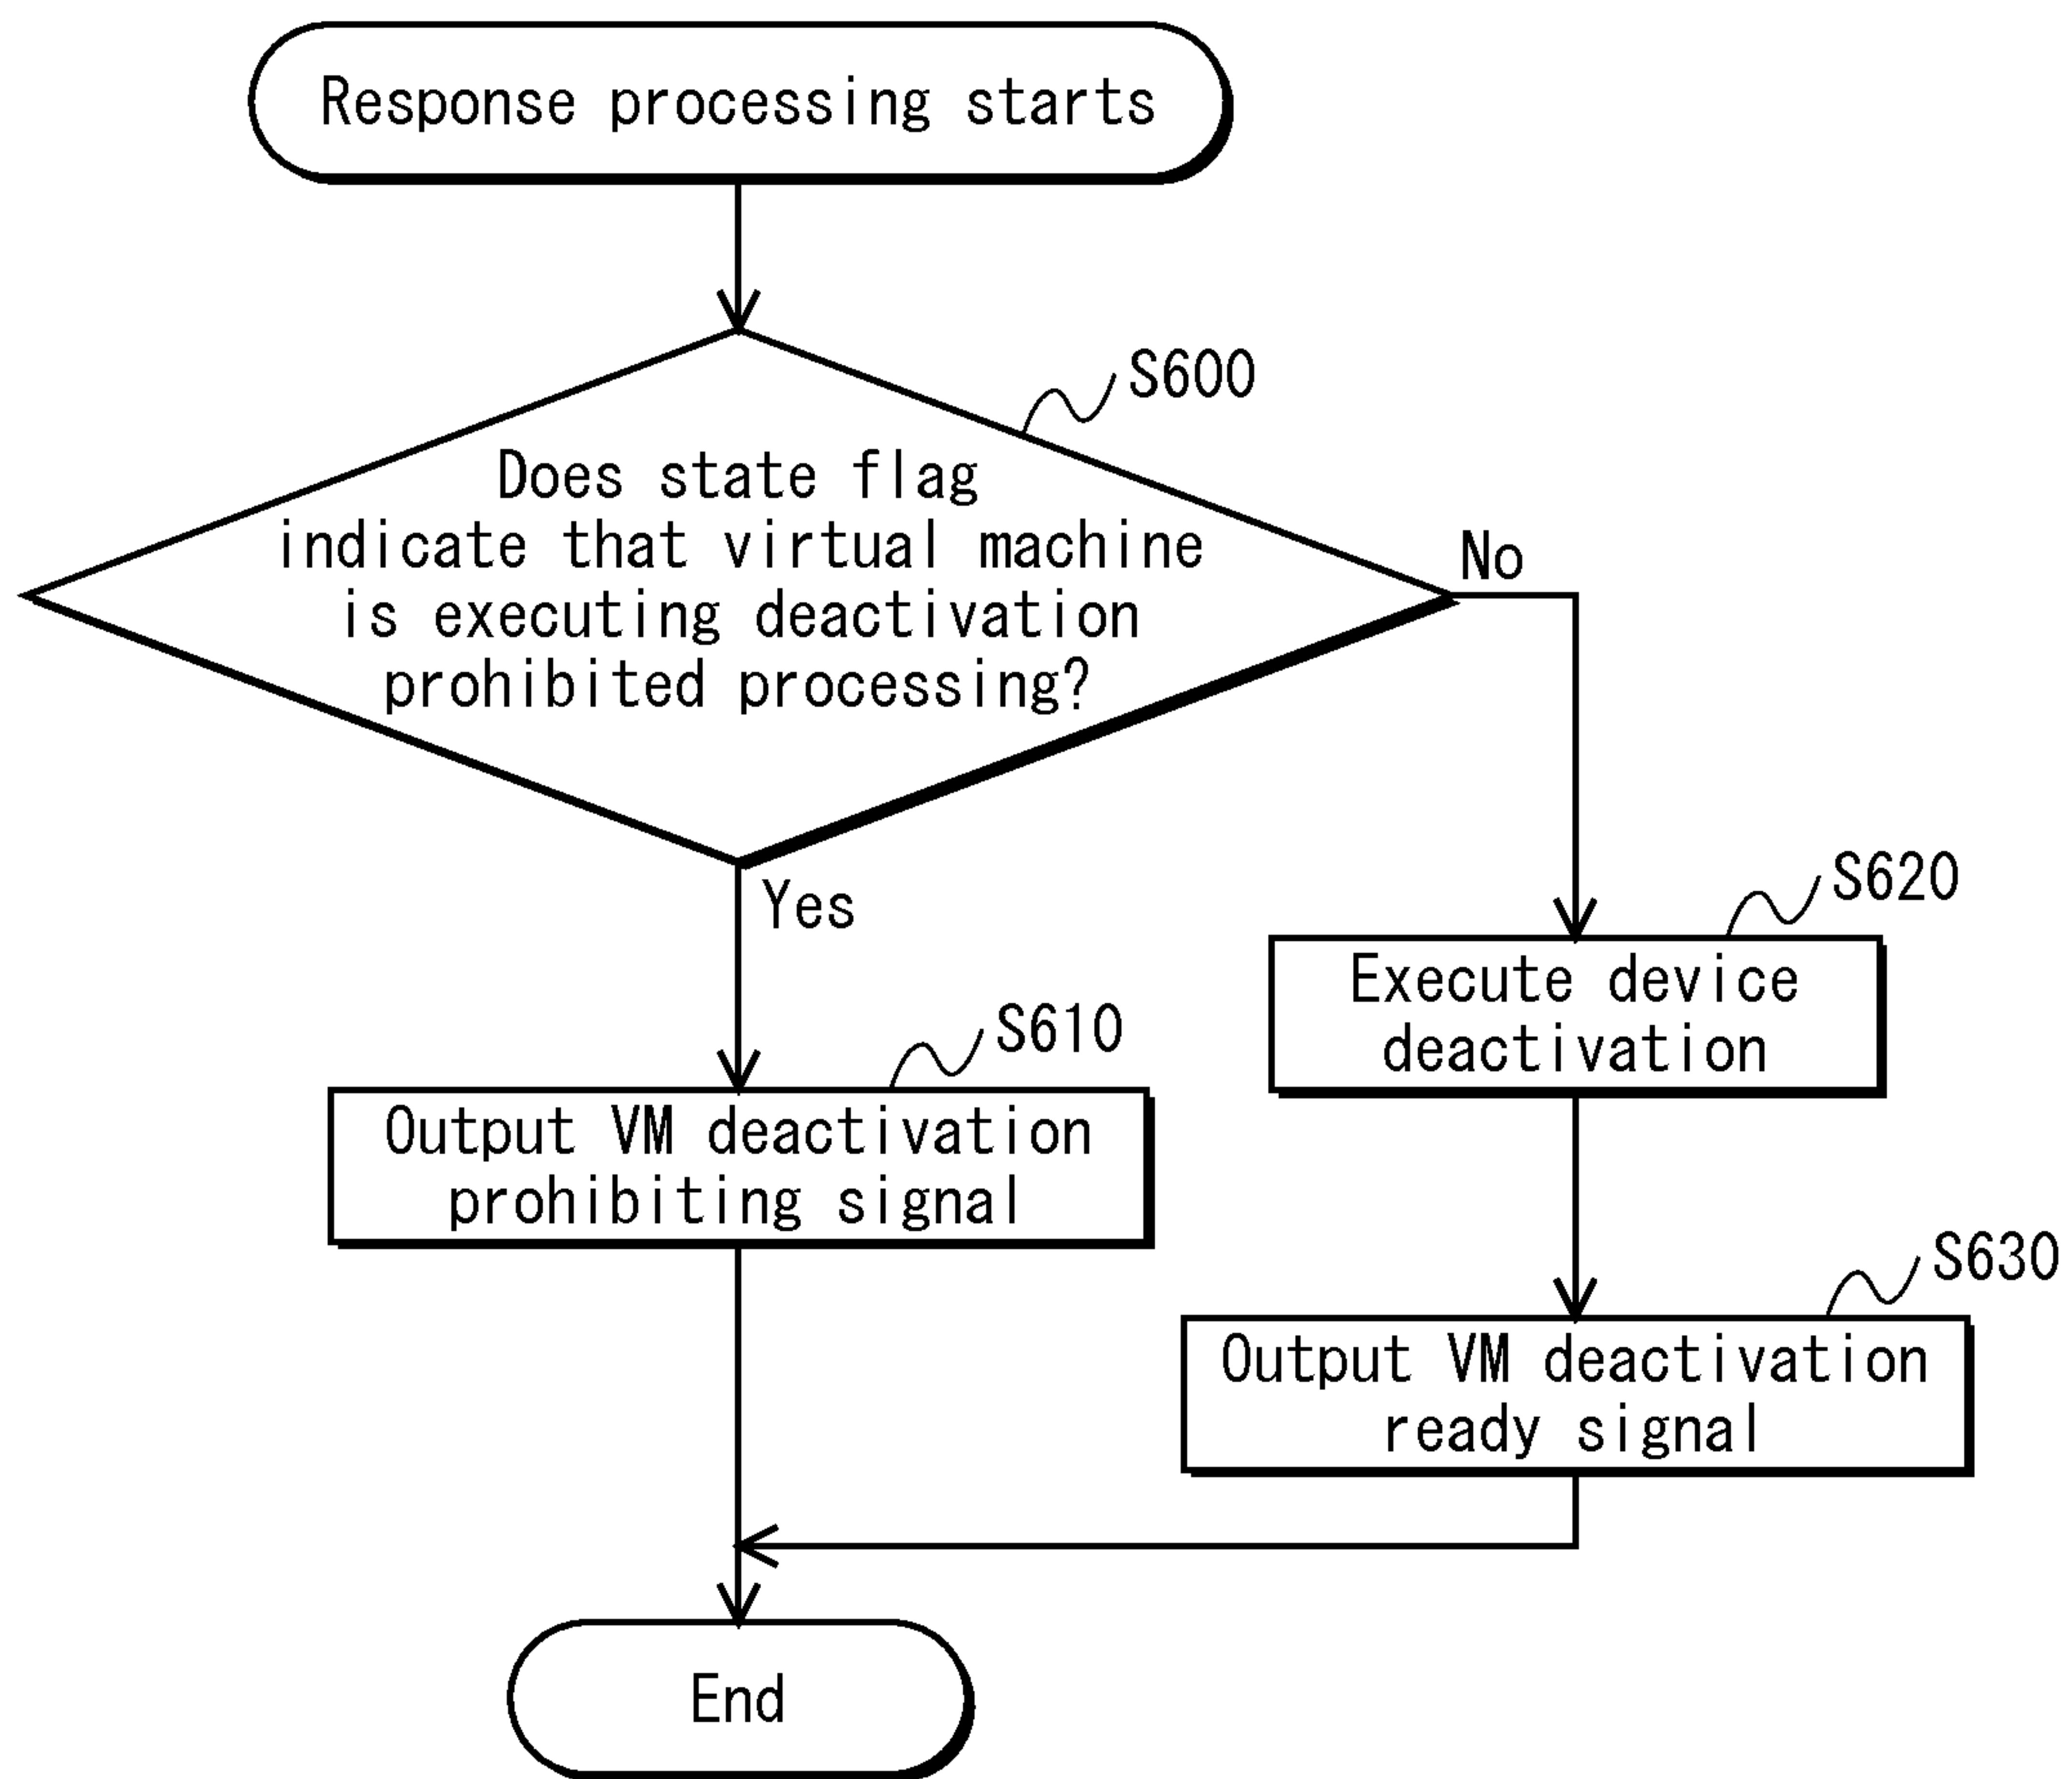 Response processing starts
S600
Does state flag
indicate that virtual machine
is executing deactivation
prohibited processing?
No
Yes
S620
Execute device
deactivation
S610
Output VM deactivation
prohibiting signal
S630
Output VM deactivation
ready signal
End